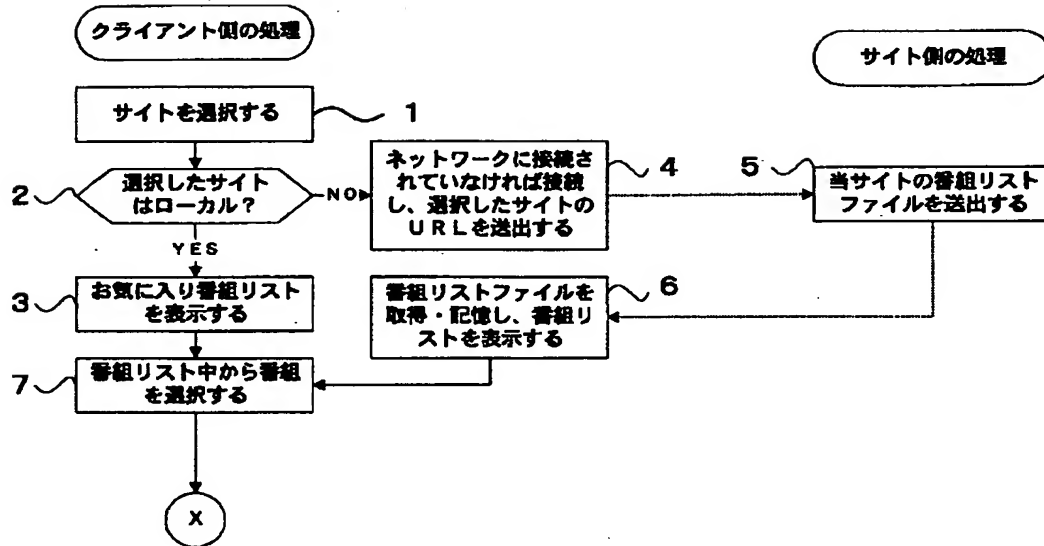 クライアント側の処理
サイト側の処理
サイトを選択する
1
2
選択したサイト
はローカル？
NO
ネットワークに接続さ
れていなければ接続
し、選択したサイトの
URLを送出する
4
5
当サイトの番組リスト
ファイルを送出する
YES
3
お気に入り番組リスト
を表示する
番組リストファイルを
取得・記憶し、番組リ
ストを表示する
6
7
番組リスト中から番組
を選択する
X